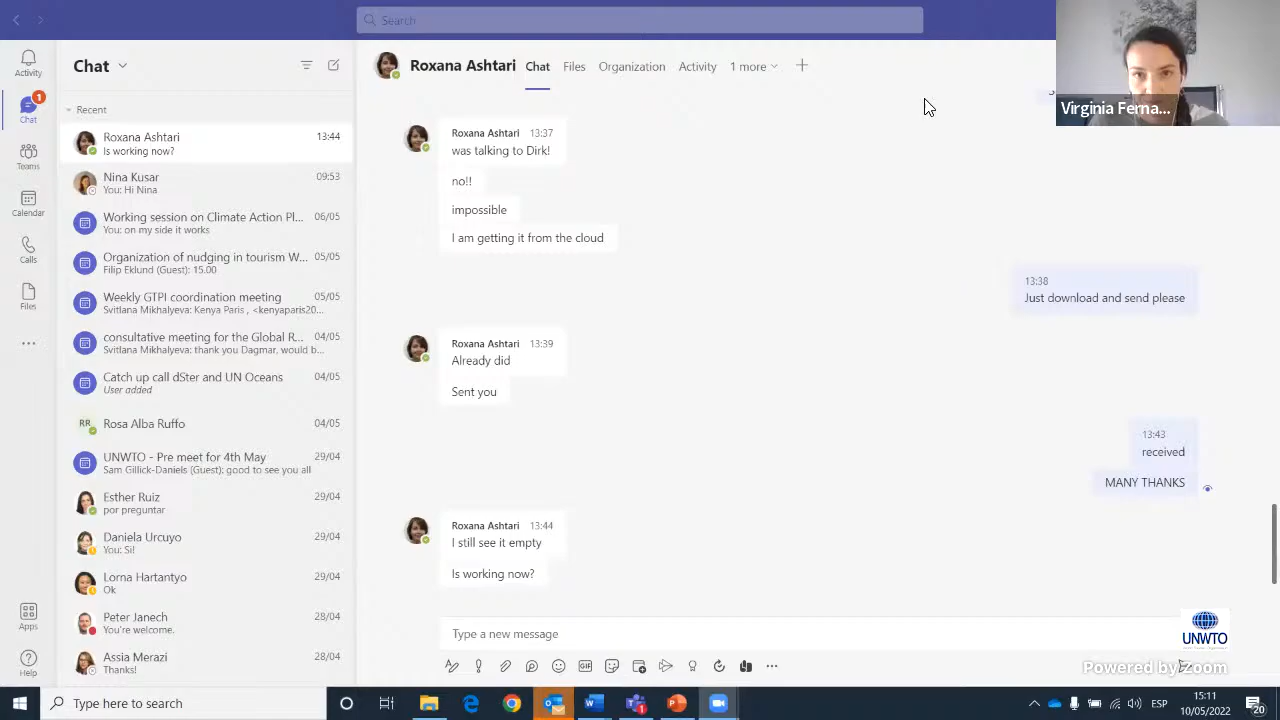 Search
Activity
1
Chat
Teams
Calendar
Calls
Files
Apps
Help
Chat
Recent
Roxana Ashtari 13:44
Is working now?
Nina Kusar 09:53
You: Hi Nina
Working session on Climate Action Pl... 06/05
You: on my side it works
Organization of nudging in tourism W... 05/05
Filip Eklund (Guest): 15.00
Weekly GTPI coordination meeting 05/05
Svitlana Mikhalyeva: Kenya Paris , <kenyaparis20...
consultative meeting for the Global R... 04/05
Svitlana Mikhalyeva: thank you Dagmar, would b...
Catch up call dSter and UN Oceans 04/05
User added
RR Rosa Alba Ruffo 04/05
UNWTO - Pre meet for 4th May 29/04
Sam Gillick-Daniels (Guest): good to see you all
Esther Ruiz 29/04
por preguntar
Daniela Urcuyo 29/04
You: Si!
Lorna Hartantyo 29/04
Ok
Peter Janech 28/04
You're welcome.
Assia Merazi 28/04
Thanks!
Roxana Ashtari Chat Files Organization Activity 1 more
Virginia Ferna...
Roxana Ashtari 13:37
was talking to Dirk!
no!!
impossible
I am getting it from the cloud
13:38
Just download and send please
Roxana Ashtari 13:39
Already did
Sent you
13:43
received
MANY THANKS
Roxana Ashtari 13:44
I still see it empty
Is working now?
Type a new message
GIF
UNWTO
Powered by Zoom
Type here to search
ESP
15:11
10/05/2022
20